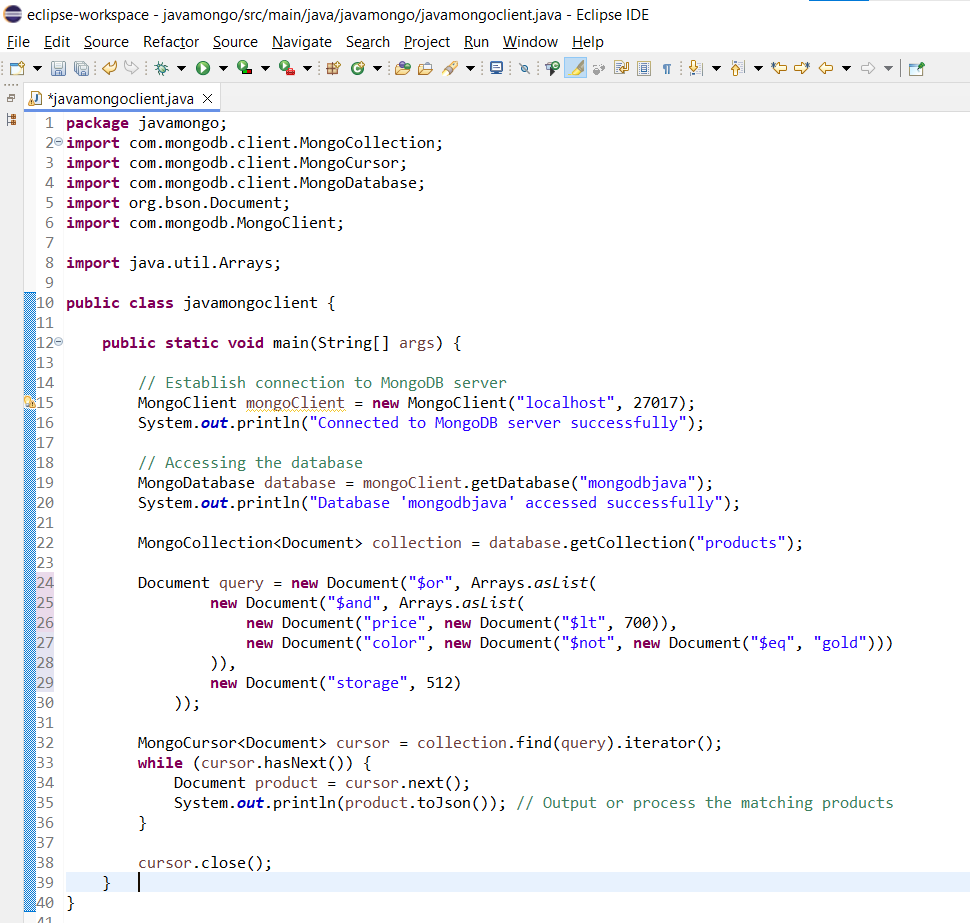 eclipse-workspace - javamongo/src/main/java/javamongo/javamongoclient.java - Eclipse IDE
File Edit Source Refactor Source Navigate Search Project Run Window Help
*javamongoclient.java
1 package javamongo;
2 import com.mongodb.client.MongoCollection;
3 import com.mongodb.client.MongoCursor;
4 import com.mongodb.client.MongoDatabase;
5 import org.bson.Document;
6 import com.mongodb.MongoClient;
7
8 import java.util.Arrays;
9
10 public class javamongoclient {
11
12     public static void main(String[] args) {
13
14         // Establish connection to MongoDB server
15         MongoClient mongoClient = new MongoClient("localhost", 27017);
16         System.out.println("Connected to MongoDB server successfully");
17
18         // Accessing the database
19         MongoDatabase database = mongoClient.getDatabase("mongodbjava");
20         System.out.println("Database 'mongodbjava' accessed successfully");
21
22         MongoCollection<Document> collection = database.getCollection("products");
23
24         Document query = new Document("$or", Arrays.asList(
25                 new Document("$and", Arrays.asList(
26                     new Document("price", new Document("$lt", 700)),
27                     new Document("color", new Document("$not", new Document("$eq", "gold")))
28                 )),
29                 new Document("storage", 512)
30             ));
31
32         MongoCursor<Document> cursor = collection.find(query).iterator();
33         while (cursor.hasNext()) {
34             Document product = cursor.next();
35             System.out.println(product.toJson()); // Output or process the matching products
36         }
37
38         cursor.close();
39     }
40 }
41